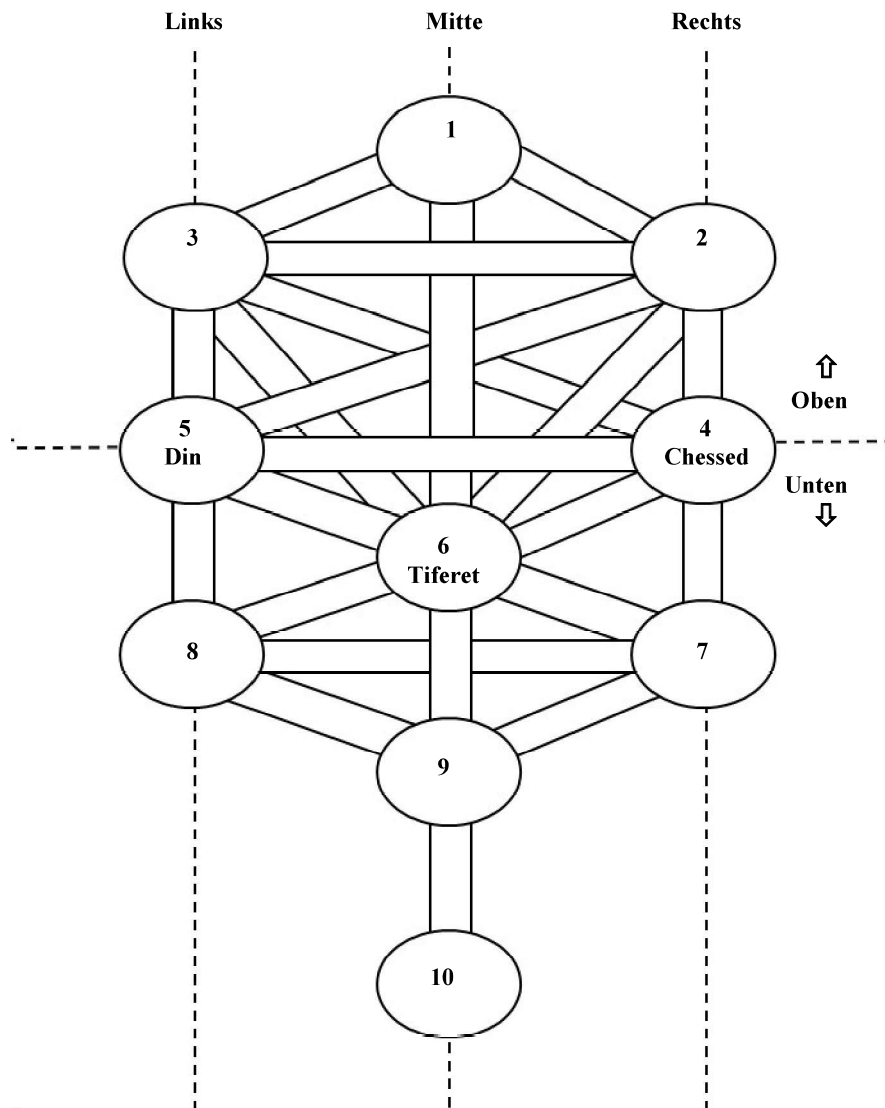 Links Mitte Rechts
1
3 2
Oben
5 4
Din Chessed
Unten
6
Tiferet
8 7
9
10